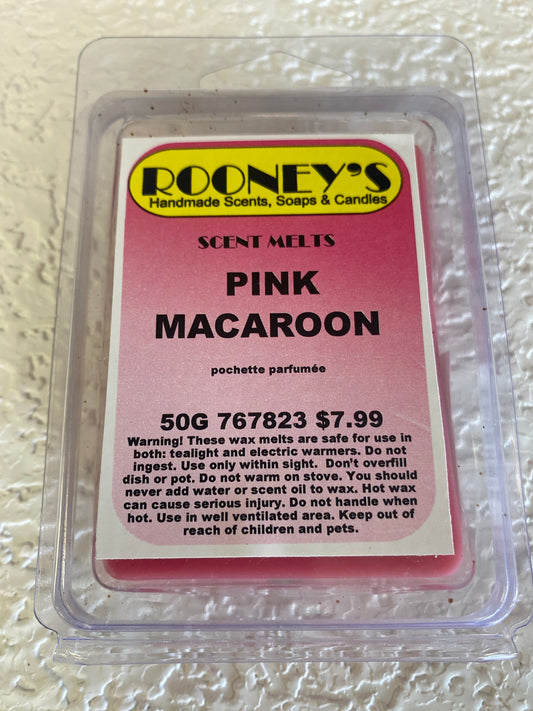 ROONEY'S
Handmade Scents, Soaps & Candles
SCENT MELTS
PINK
MACAROON
pochette parfumée
50G 767823 $7.99
Warning! These wax melts are safe for use in
both: tealight and electric warmers. Do not
ingest. Use only within sight. Don't overfill
dish or pot. Do not warm on stove. You should
never add water or scent oil to wax. Hot wax
can cause serious injury. Do not handle when
hot. Use in well ventilated area. Keep out of
reach of children and pets.